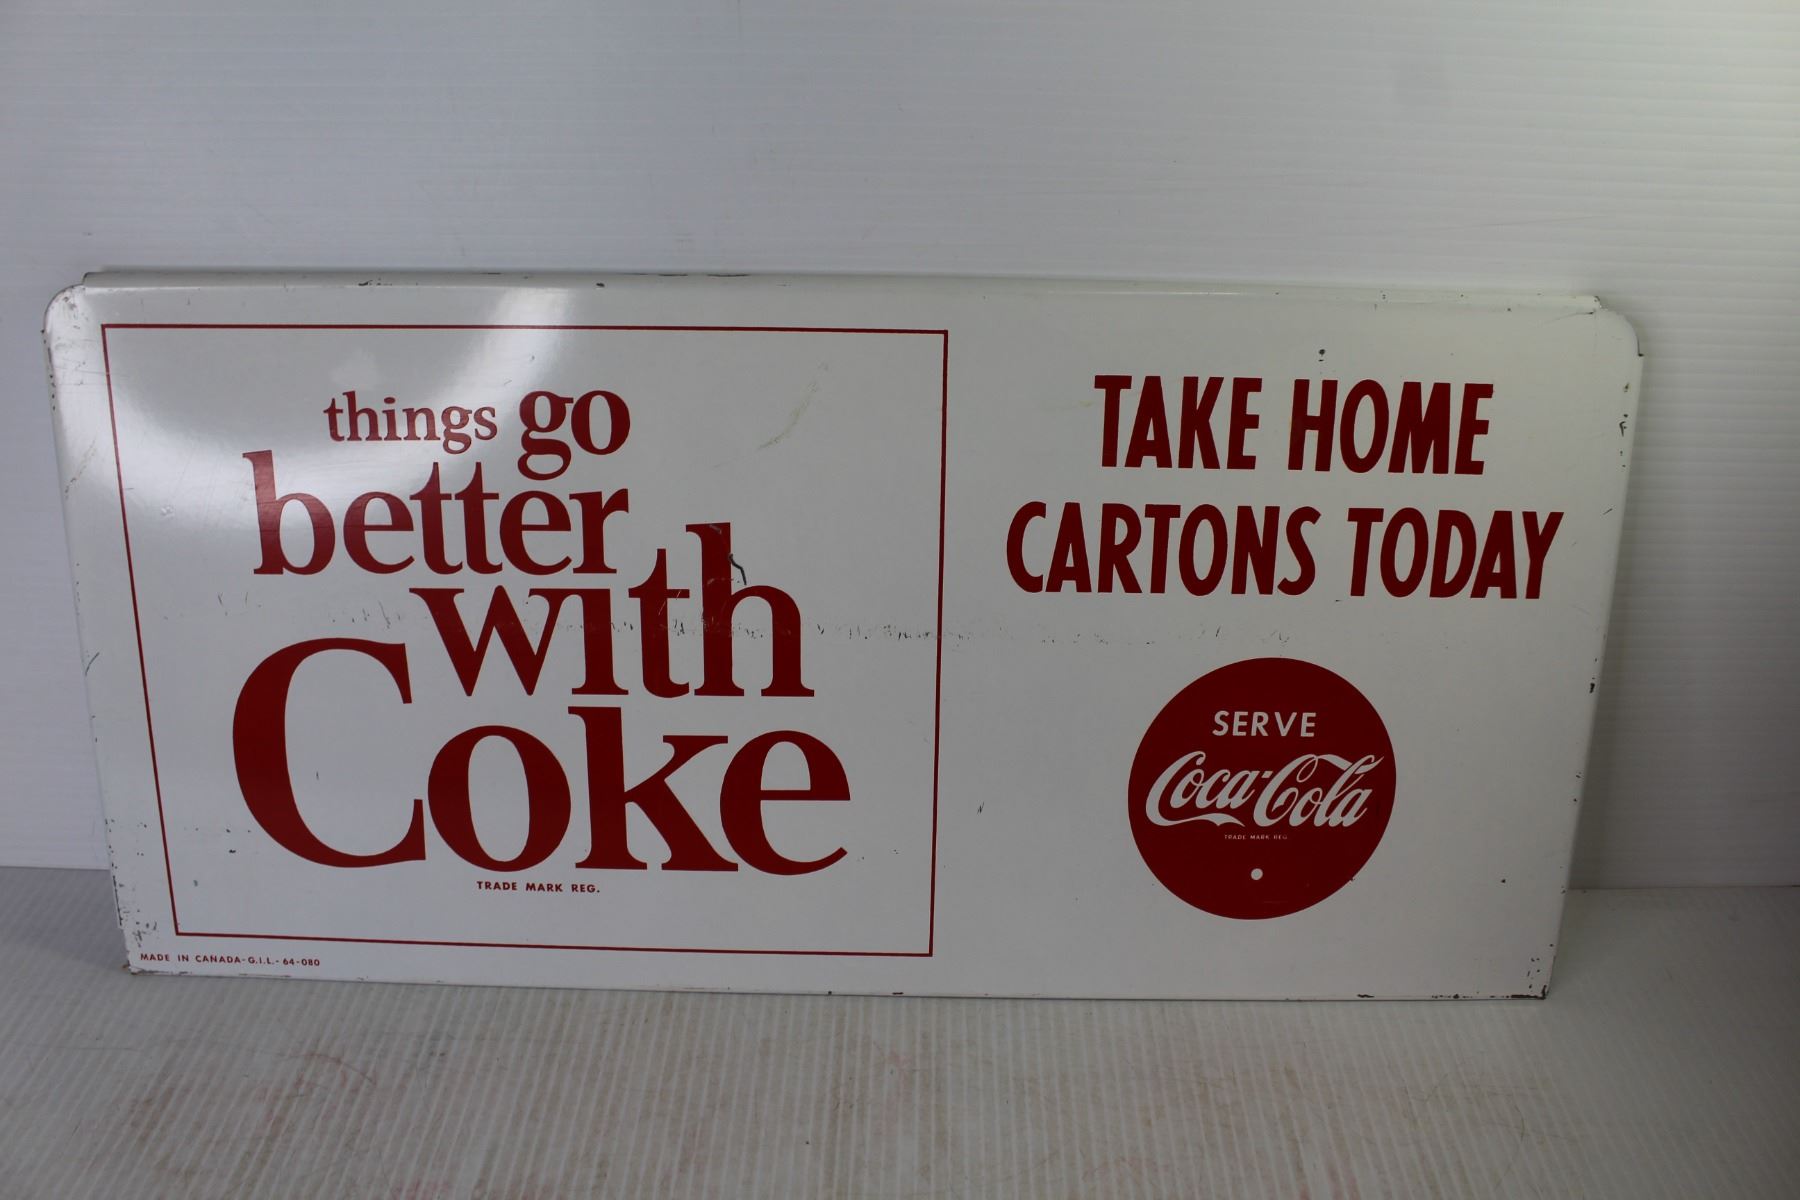 things go
better
with
Coke
TRADE MARK REG.
MADE IN CANADA-G.I.L.-64-080
TAKE HOME
CARTONS TODAY
SERVE
Coca-Cola
TRADE MARK REG.